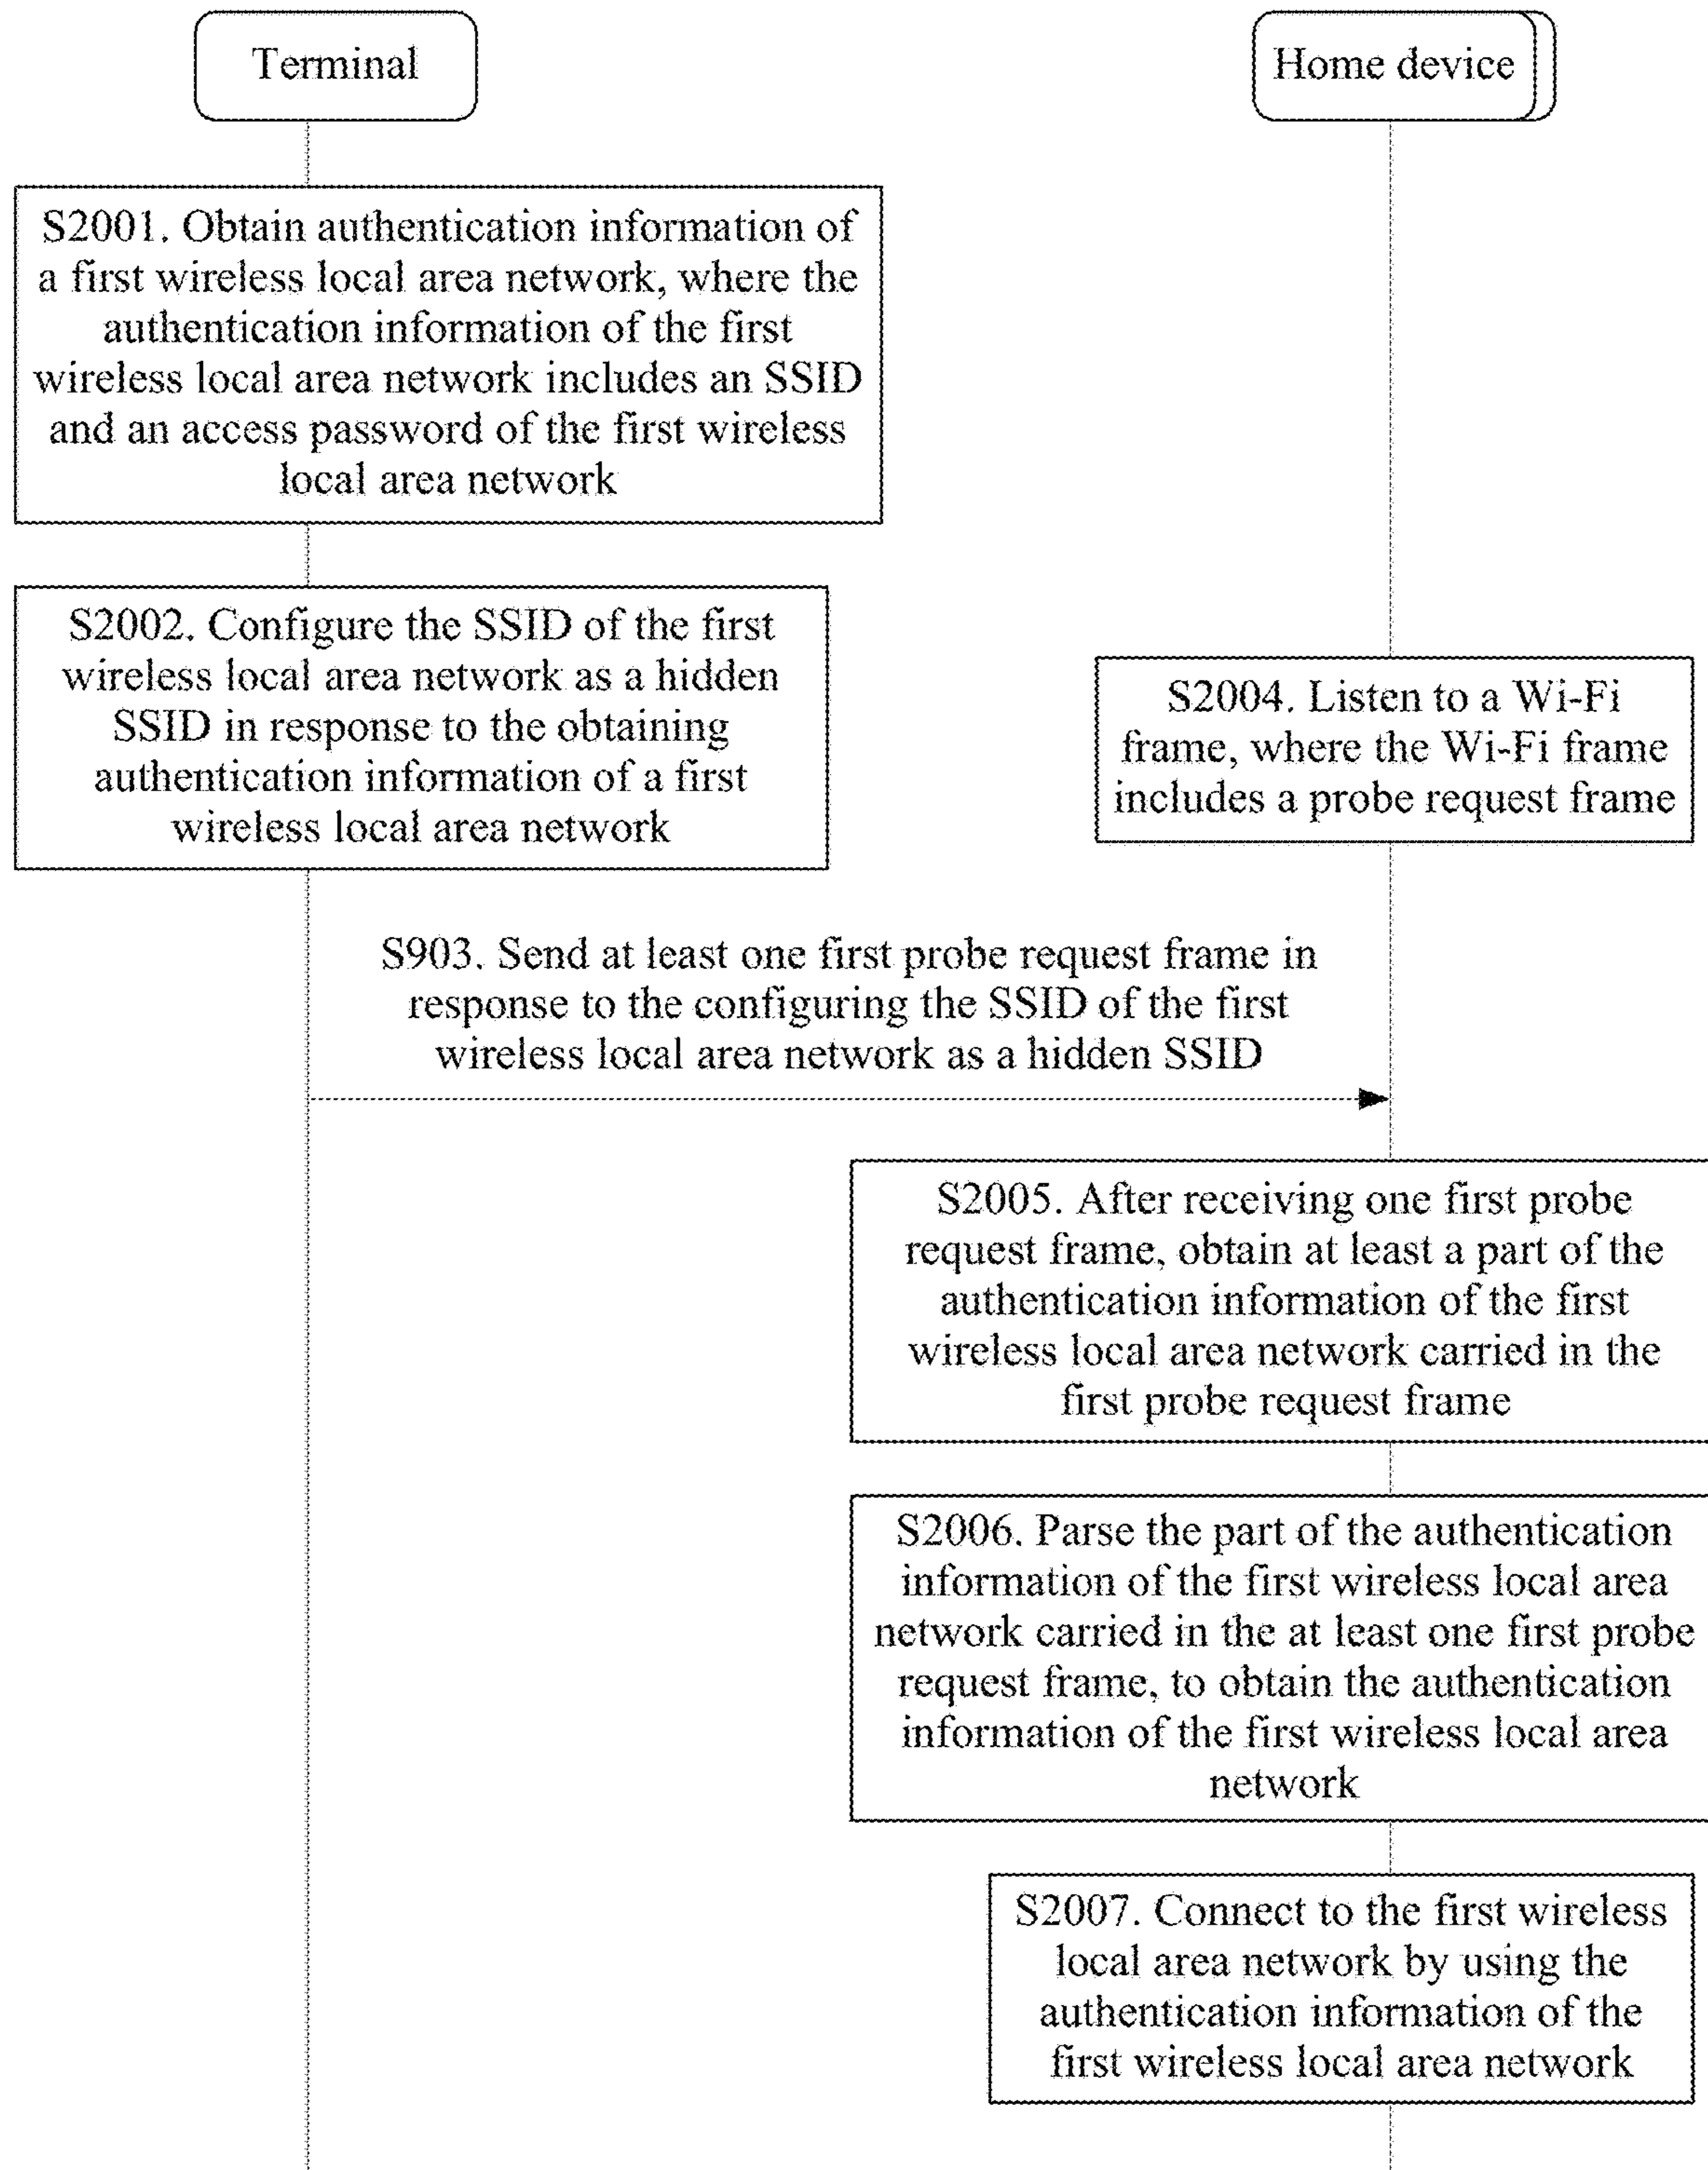 Terminal
Home device
S2001. Obtain authentication information of
a first wireless local area network, where the
authentication information of the first
wireless local area network includes an SSID
and an access password of the first wireless
local area network
S2002. Configure the SSID of the first
wireless local area network as a hidden
SSID in response to the obtaining
authentication information of a first
wireless local area network
S2004. Listen to a Wi-Fi
frame, where the Wi-Fi frame
includes a probe request frame
S903. Send at least one first probe request frame in
response to the configuring the SSID of the first
wireless local area network as a hidden SSID
S2005. After receiving one first probe
request frame, obtain at least a part of the
authentication information of the first
wireless local area network carried in the
first probe request frame
S2006. Parse the part of the authentication
information of the first wireless local area
network carried in the at least one first probe
request frame, to obtain the authentication
information of the first wireless local area
network
S2007. Connect to the first wireless
local area network by using the
authentication information of the
first wireless local area network